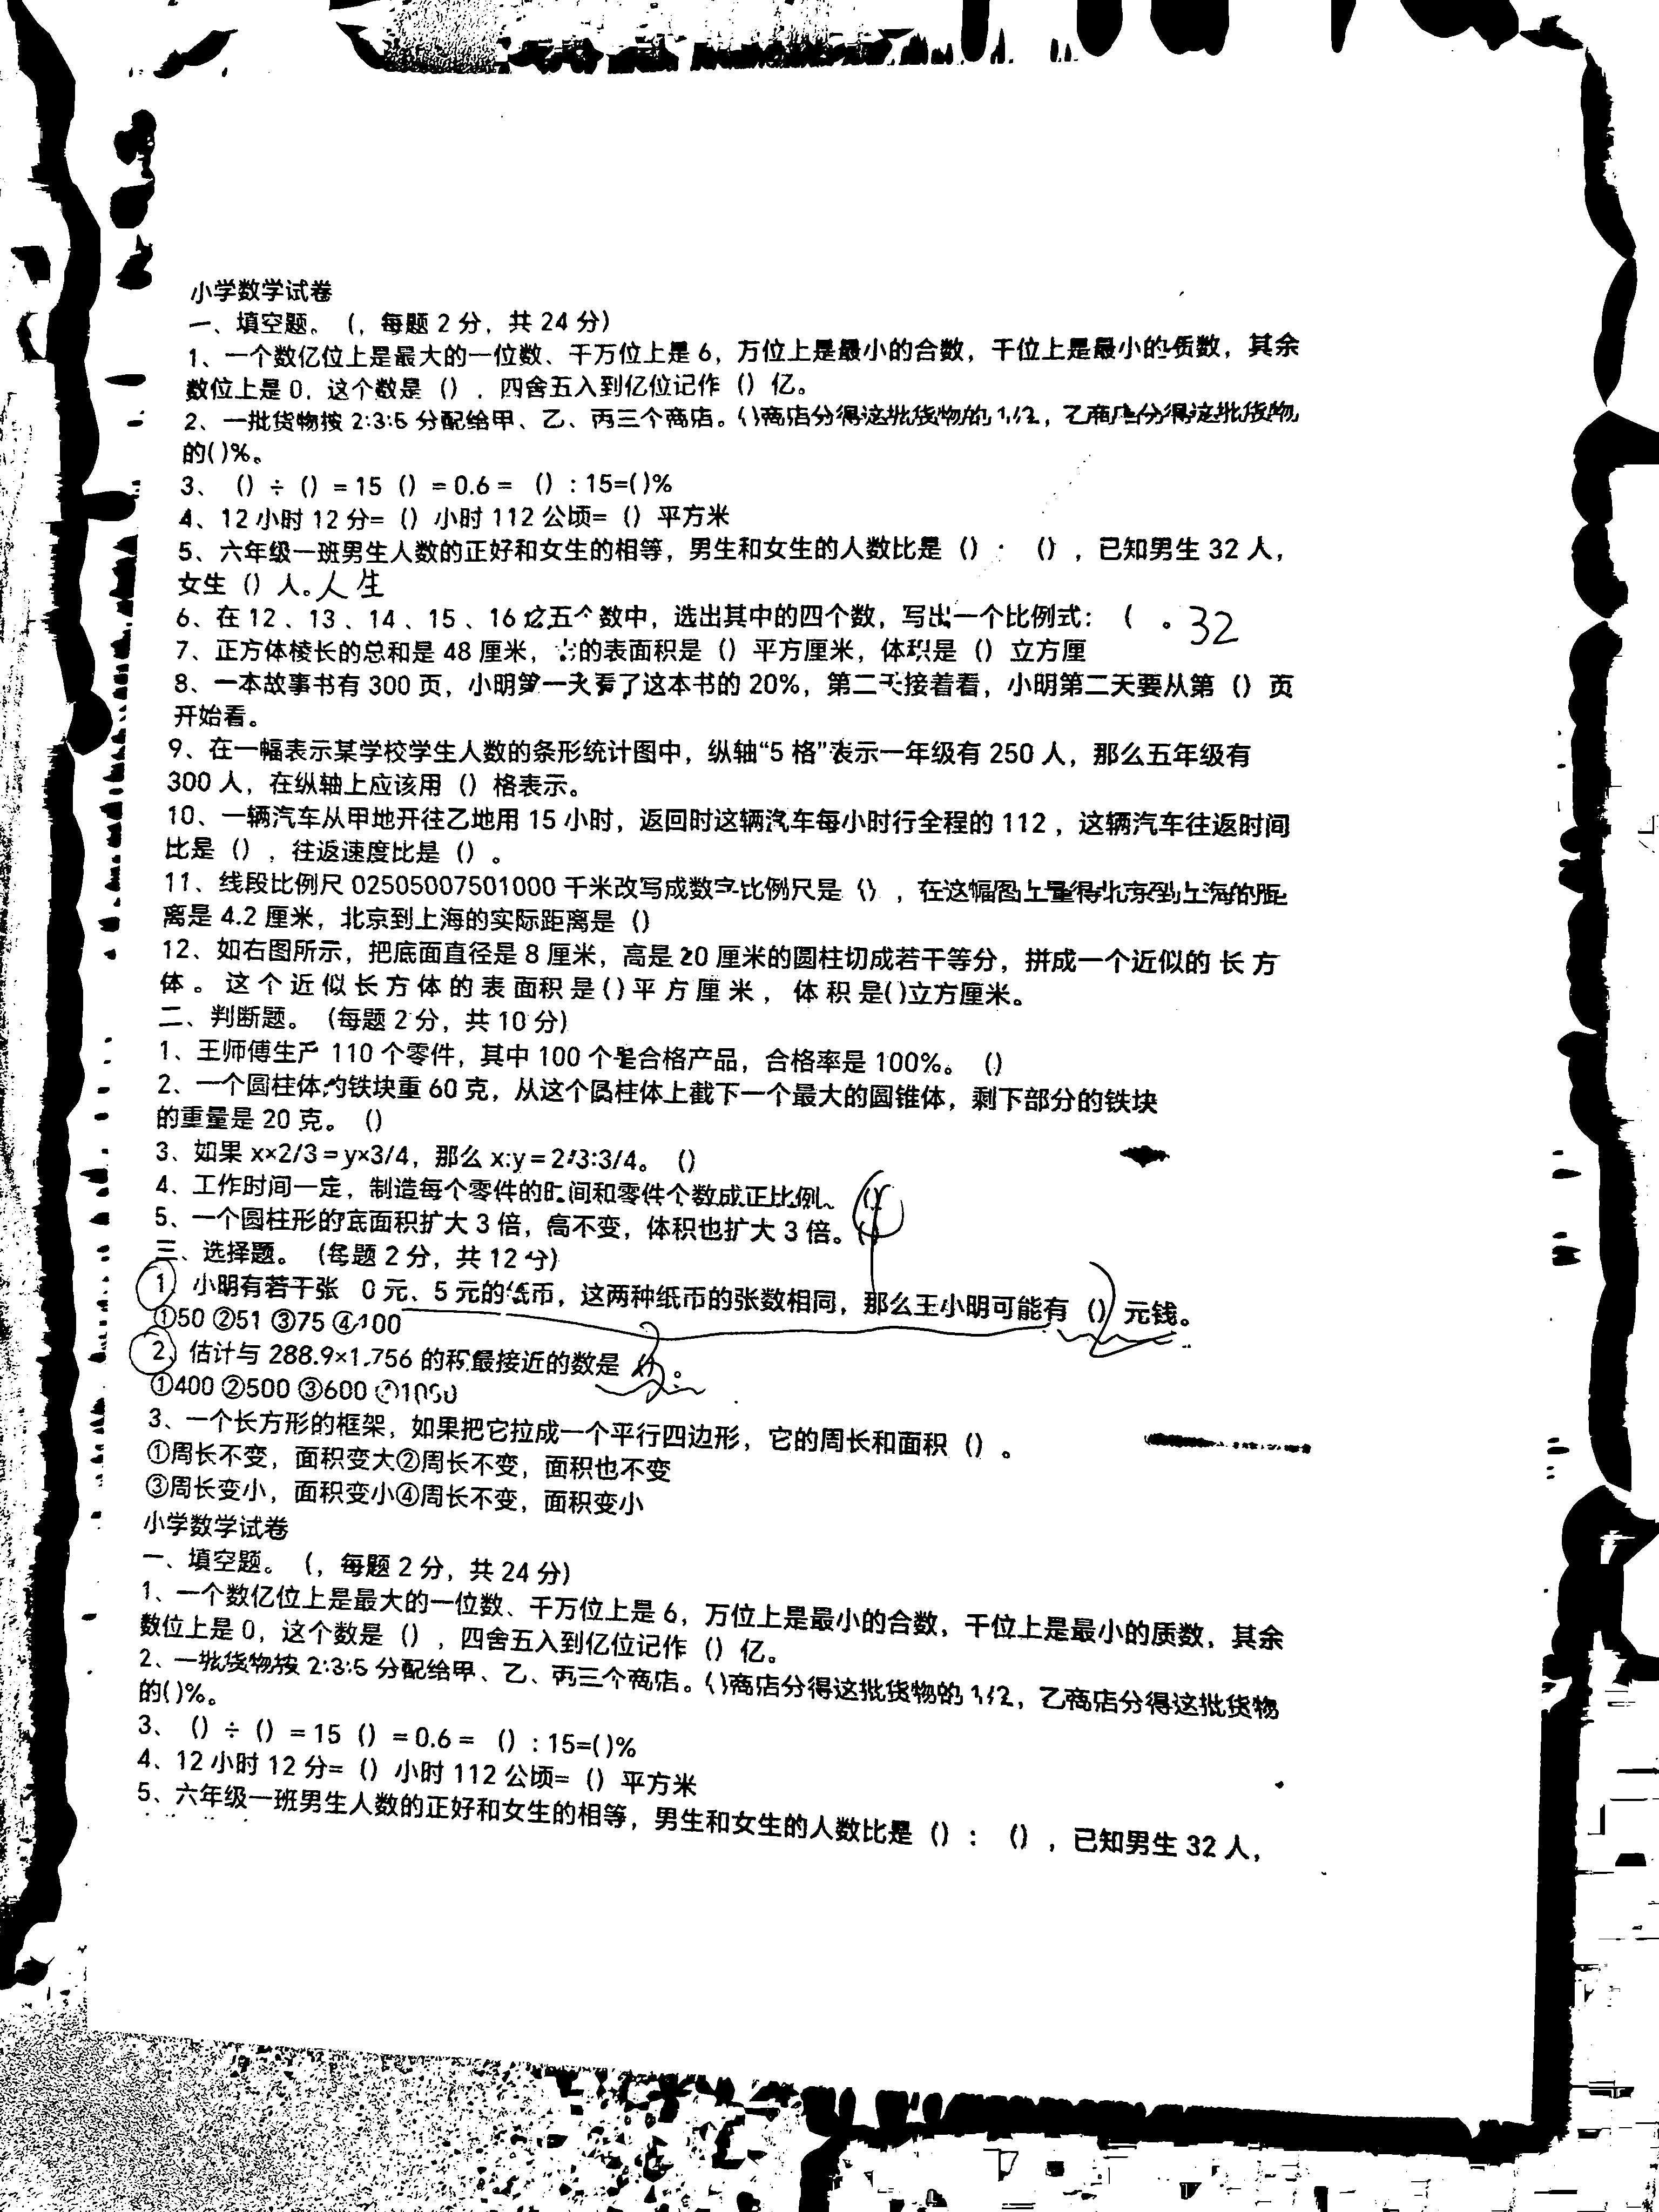 小学数学试卷
一、填空题。（，每题 2 分，共 24 分）
1、一个数亿位上是最大的一位数、千万位上是 6，万位上是最小的合数，千位上是最小的质数，其余
数位上是 0，这个数是（），四舍五入到亿位记作（）亿。
2、一批货物按 2:3:5 分配给甲、乙、丙三个商店。()商店分得这批货物的 1/2，乙商店分得这批货物
的()%。
3、（）÷（）= 15（）= 0.6 =（）: 15=()%
4、12 小时 12 分=（）小时 112 公顷=（）平方米
5、六年级一班男生人数的正好和女生的相等，男生和女生的人数比是（）：（），已知男生 32 人，
女生（）人。人生
6、在 12 、13 、14 、15 、16 这五个数中，选出其中的四个数，写出一个比例式：（ 。32
7、正方体棱长的总和是 48 厘米，的表面积是（）平方厘米，体积是（）立方厘
8、一本故事书有 300 页，小明第一天看了这本书的 20%，第二天接着看，小明第二天要从第（）页
开始看。
9、在一幅表示某学校学生人数的条形统计图中，纵轴“5 格”表示一年级有 250 人，那么五年级有
300 人，在纵轴上应该用（）格表示。
10、一辆汽车从甲地开往乙地用 15 小时，返回时这辆汽车每小时行全程的 112 ，这辆汽车往返时间
比是（），往返速度比是（）。
11、线段比例尺 02505007501000 千米改写成数字比例尺是（），在这幅图上量得北京到上海的距
离是 4.2 厘米，北京到上海的实际距离是（）
12、如右图所示，把底面直径是 8 厘米，高是 20 厘米的圆柱切成若干等分，拼成一个近似的 长 方
体 。 这 个 近 似 长 方 体 的 表 面积 是()平 方 厘 米 ， 体 积 是()立方厘米。
二、判断题。（每题 2 分，共 10 分）
1、王师傅生产 110 个零件，其中 100 个是合格产品，合格率是 100%。（）
2、一个圆柱体的铁块重 60 克，从这个圆柱体上截下一个最大的圆锥体，剩下部分的铁块
的重量是 20 克。（）
3、如果 x×2/3 = y×3/4，那么 x:y = 2/3:3/4。（）
4、工作时间一定，制造每个零件的时间和零件个数成正比例。（）
5、一个圆柱形的底面积扩大 3 倍，高不变，体积也扩大 3 倍。（）
三、选择题。（每题 2 分，共 12 分）
1、小明有若干张 0 元、5 元的纸币，这两种纸币的张数相同，那么王小明可能有（）元钱。
①50 ②51 ③75 ④100
2、估计与 288.9×1.756 的积最接近的数是（）。
①400 ②500 ③600 ④1000
3、一个长方形的框架，如果把它拉成一个平行四边形，它的周长和面积（）。
①周长不变，面积变大②周长不变，面积也不变
③周长变小，面积变小④周长不变，面积变小
小学数学试卷
一、填空题。（，每题 2 分，共 24 分）
1、一个数亿位上是最大的一位数、千万位上是 6，万位上是最小的合数，千位上是最小的质数，其余
数位上是 0，这个数是（），四舍五入到亿位记作（）亿。
2、一批货物按 2:3:5 分配给甲、乙、丙三个商店。()商店分得这批货物的 1/2，乙商店分得这批货物
的()%。
3、（）÷（）= 15（）= 0.6 =（）: 15=()%
4、12 小时 12 分=（）小时 112 公顷=（）平方米
5、六年级一班男生人数的正好和女生的相等，男生和女生的人数比是（）：（），已知男生 32 人，